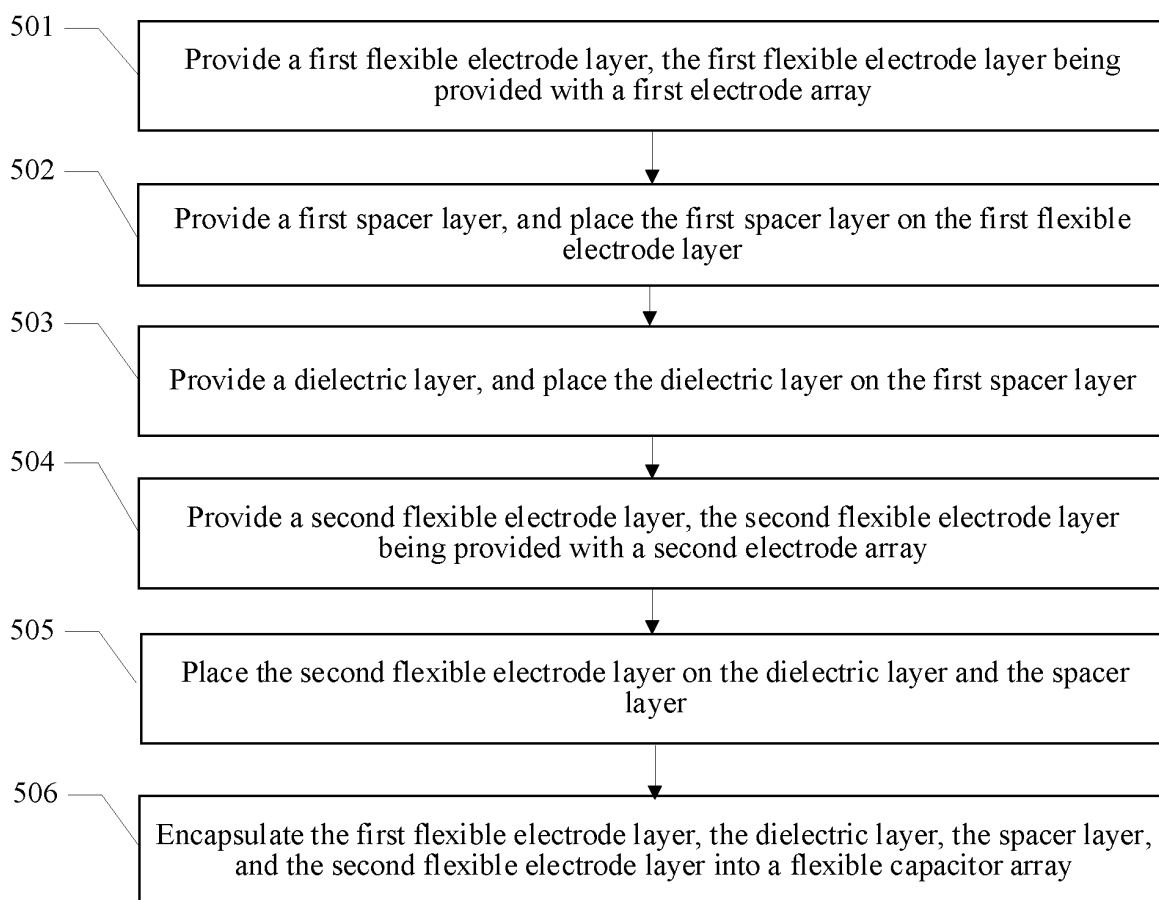 501
Provide a first flexible electrode layer, the first flexible electrode layer being
provided with a first electrode array
502
Provide a first spacer layer, and place the first spacer layer on the first flexible
electrode layer
503
Provide a dielectric layer, and place the dielectric layer on the first spacer layer
504
Provide a second flexible electrode layer, the second flexible electrode layer
being provided with a second electrode array
505
Place the second flexible electrode layer on the dielectric layer and the spacer
layer
506
Encapsulate the first flexible electrode layer, the dielectric layer, the spacer layer,
and the second flexible electrode layer into a flexible capacitor array